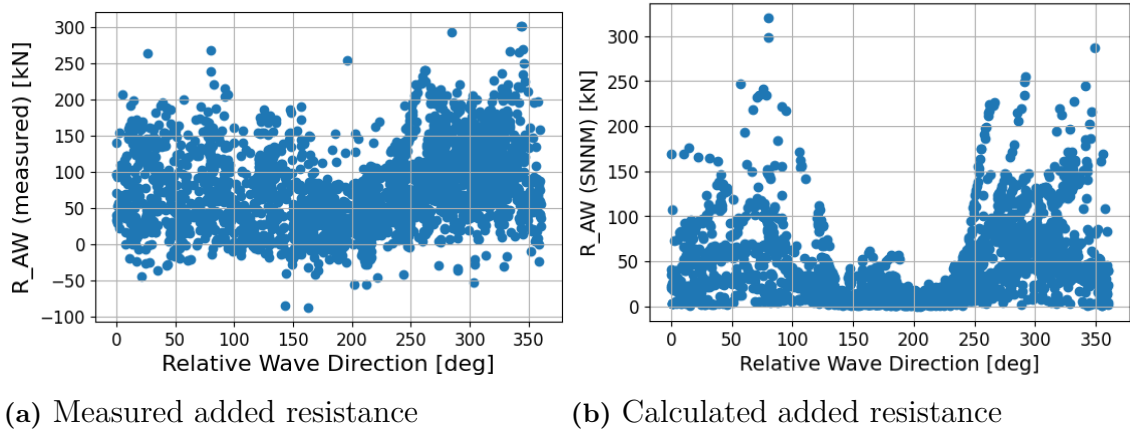 R_AW (measured) [kN]
300
250
200
150
100
50
0
−50
−100
0 50 100 150 200 250 300 350
Relative Wave Direction [deg]
(a) Measured added resistance
R_AW (SNNM) [kN]
300
250
200
150
100
50
0
0 50 100 150 200 250 300 350
Relative Wave Direction [deg]
(b) Calculated added resistance